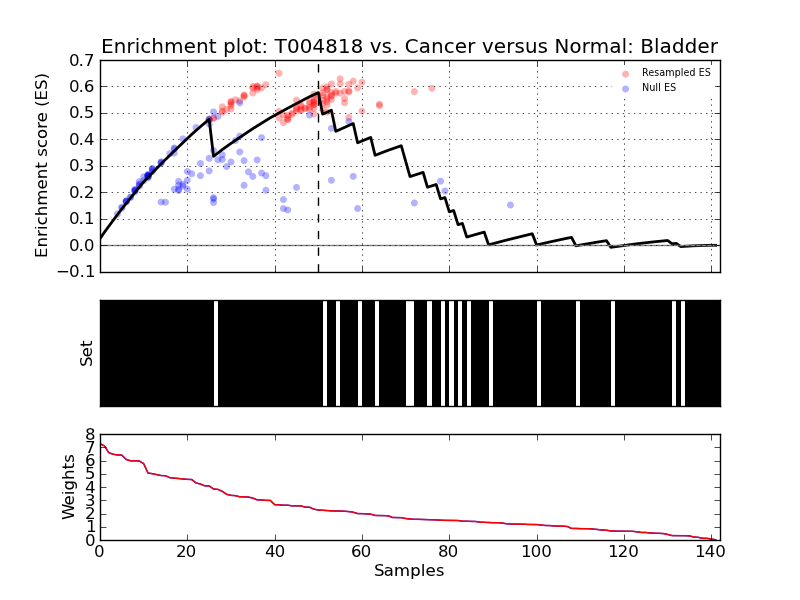 Enrichment plot: T004818 vs. Cancer versus Normal: Bladder
Enrichment score (ES)
0.7
0.6
0.5
0.4
0.3
0.2
0.1
0.0
−0.1
Resampled ES
Null ES
Set
Weights
8
7
6
5
4
3
2
1
0
0 20 40 60 80 100 120 140
Samples